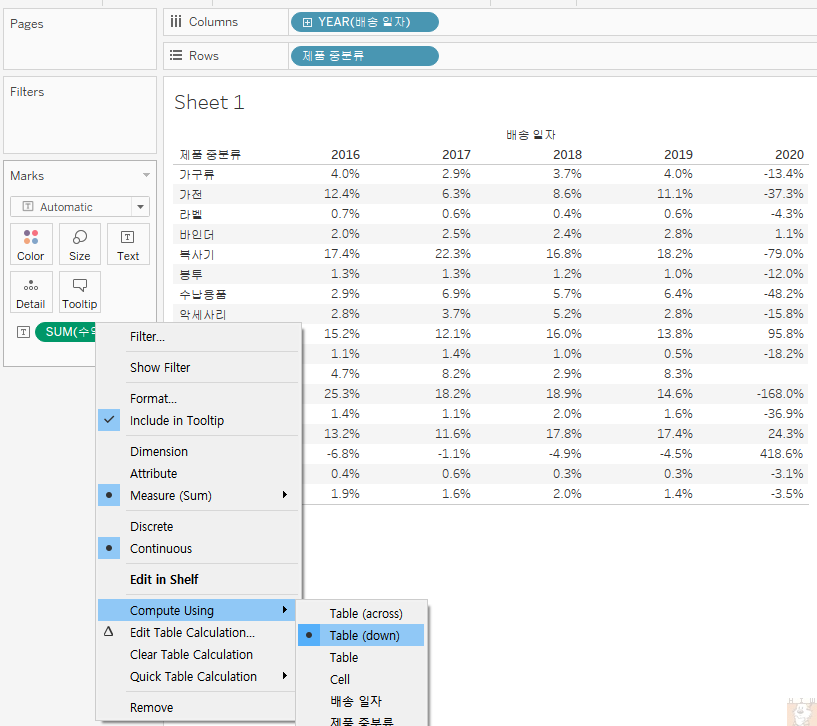 Pages
Columns
YEAR(배송 일자)
Rows
제품 중분류
Filters
Sheet 1
배송 일자
제품 중분류 2016 2017 2018 2019 2020
가구류 4.0% 2.9% 3.7% 4.0% -13.4%
가전 12.4% 6.3% 8.6% 11.1% -37.3%
라벨 0.7% 0.6% 0.4% 0.6% -4.3%
바인더 2.0% 2.5% 2.4% 2.8% 1.1%
복사기 17.4% 22.3% 16.8% 18.2% -79.0%
봉투 1.3% 1.3% 1.2% 1.0% -12.0%
수납용품 2.9% 6.9% 5.7% 6.4% -48.2%
악세사리 2.8% 3.7% 5.2% 2.8% -15.8%
15.2% 12.1% 16.0% 13.8% 95.8%
1.1% 1.4% 1.0% 0.5% -18.2%
4.7% 8.2% 2.9% 8.3%
25.3% 18.2% 18.9% 14.6% -168.0%
1.4% 1.1% 2.0% 1.6% -36.9%
13.2% 11.6% 17.8% 17.4% 24.3%
-6.8% -1.1% -4.9% -4.5% 418.6%
0.4% 0.6% 0.3% 0.3% -3.1%
1.9% 1.6% 2.0% 1.4% -3.5%
Marks
Automatic
Color Size Text
Detail Tooltip
SUM(수익
Filter...
Show Filter
Format...
Include in Tooltip
Dimension
Attribute
Measure (Sum)
Discrete
Continuous
Edit in Shelf
Compute Using
Edit Table Calculation...
Clear Table Calculation
Quick Table Calculation
Remove
Table (across)
Table (down)
Table
Cell
배송 일자
제품 중분류